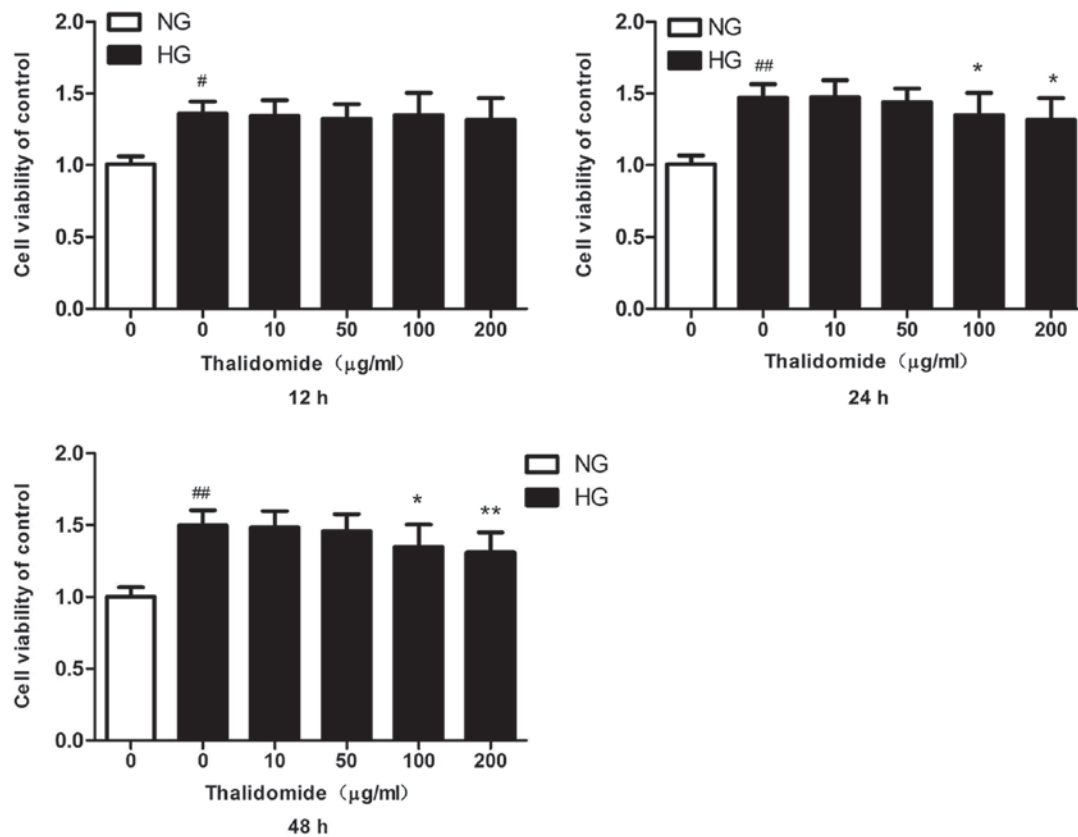 2.0
NG
HG
#
1.5
1.0
0.5
0.0
Cell viability of control
0 0 10 50 100 200
Thalidomide（μg/ml）
12 h
2.0
NG
HG
## * *
1.5
1.0
0.5
0.0
Cell viability of control
0 0 10 50 100 200
Thalidomide（μg/ml）
24 h
2.0
NG
HG
## * **
1.5
1.0
0.5
0.0
Cell viability of control
0 0 10 50 100 200
Thalidomide（μg/ml）
48 h